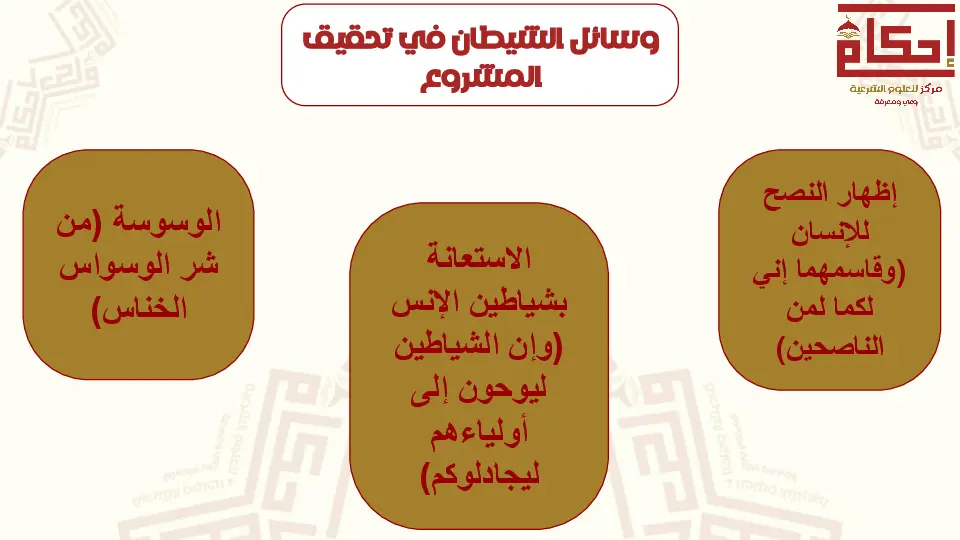 وسائل الشيطان في تحقيق
المشروع
إحكام
مركز للعلوم الشرعية
وعي ومعرفة
إظهار النصح
للإنسان
(وقاسمهما إني
لكما لمن
الناصحين)
الاستعانة
بشياطين الإنس
(وإن الشياطين
ليوحون إلى
أولياءهم
ليجادلوكم)
الوسوسة (من
شر الوسواس
الخناس)